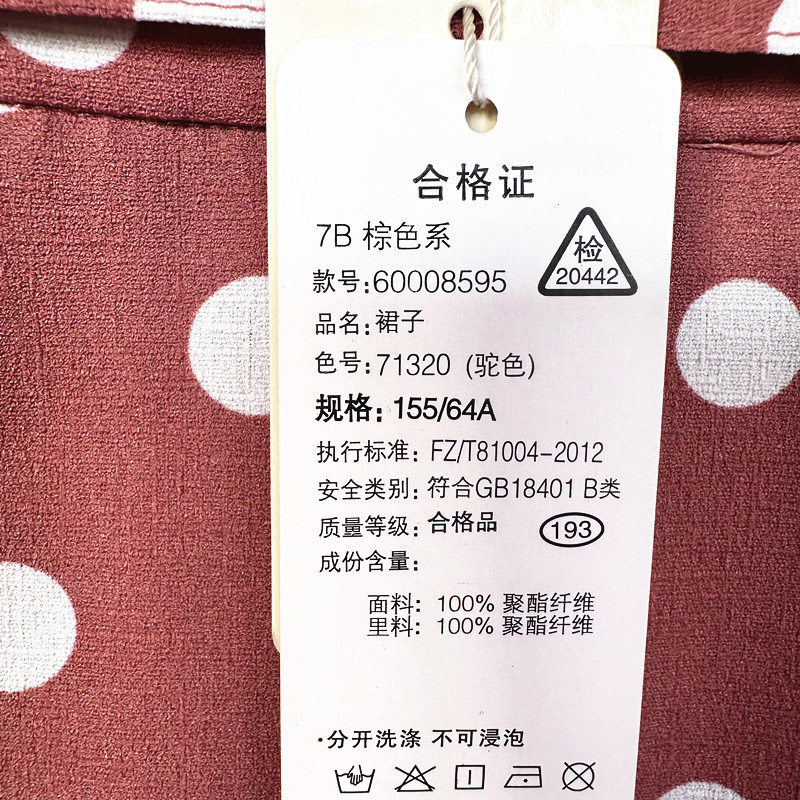 合格证
7B 棕色系
检
20442
款号:60008595
品名:裙子
色号:71320 (驼色)
规格: 155/64A
执行标准: FZ/T81004-2012
安全类别: 符合GB18401 B类
质量等级: 合格品
193
成份含量:
面料: 100% 聚酯纤维
里料: 100% 聚酯纤维
·分开洗涤 不可浸泡